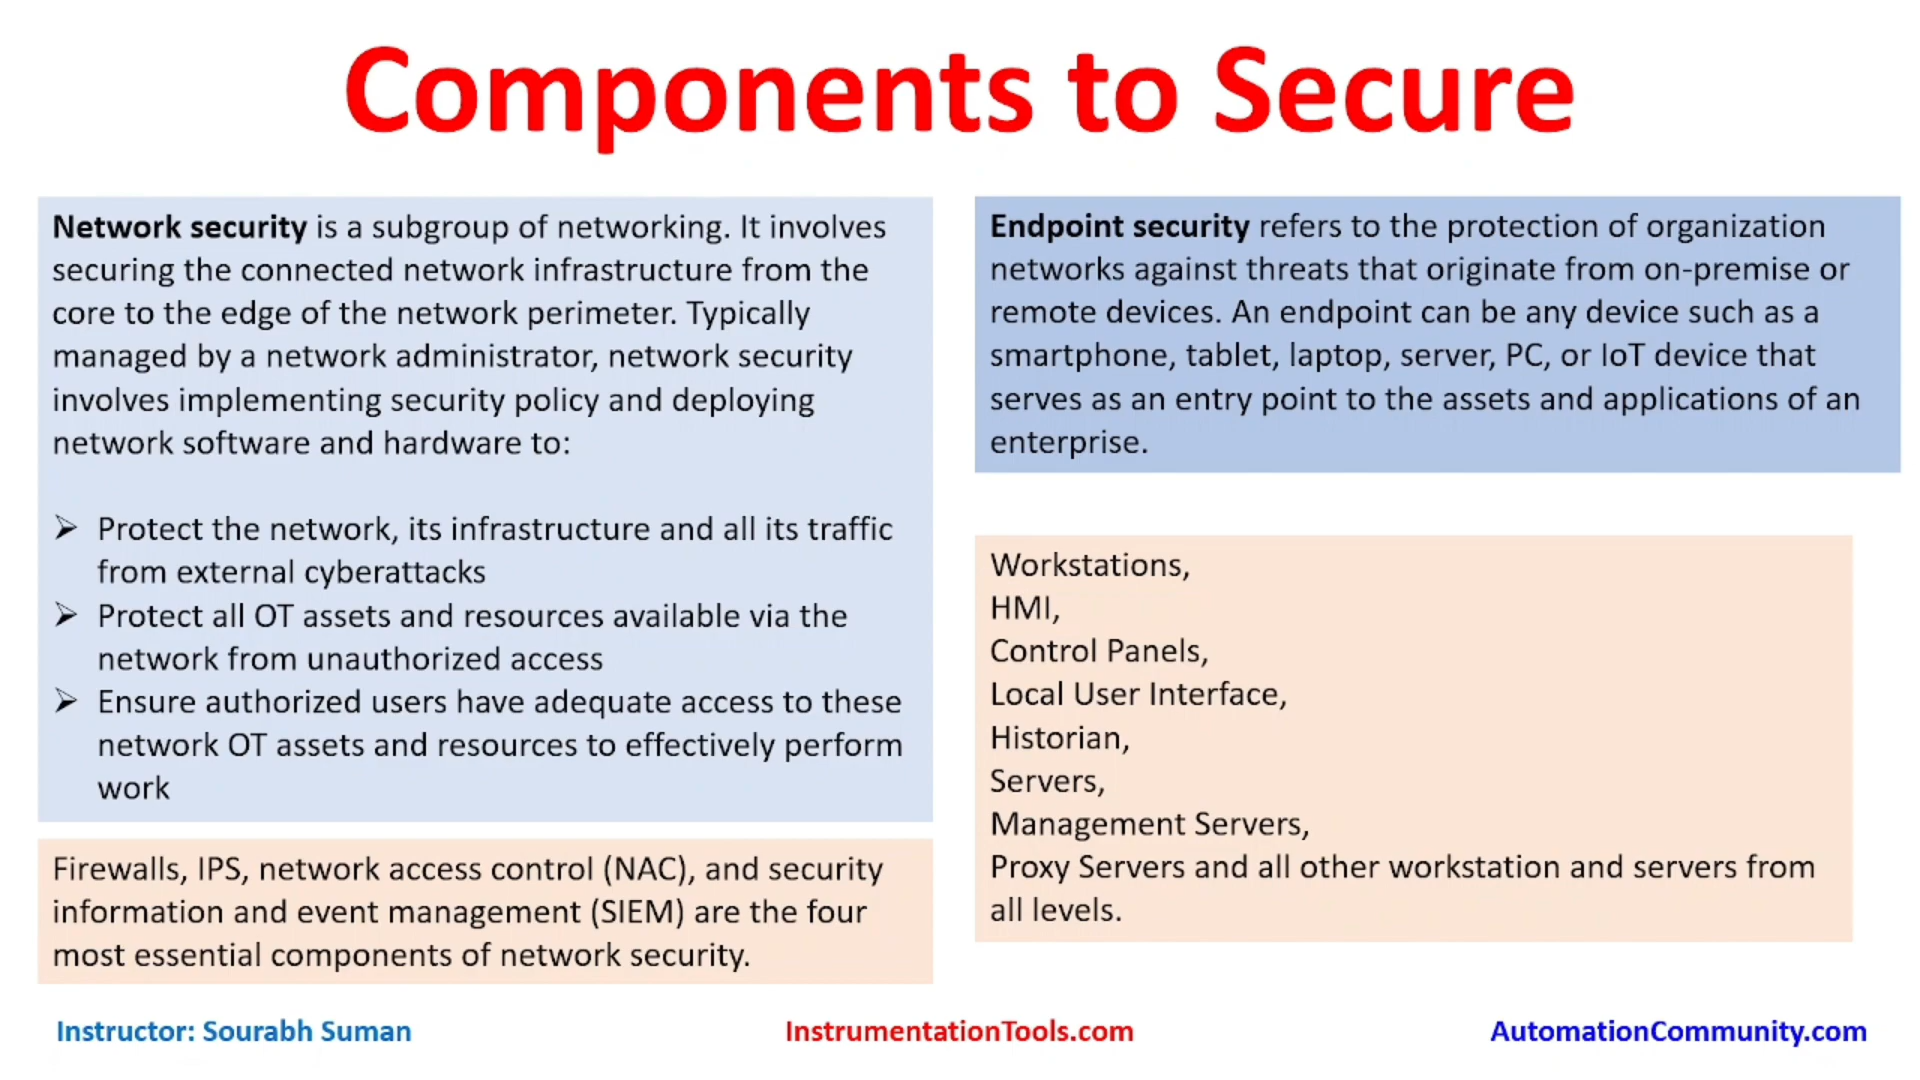 Components to Secure
Network security is a subgroup of networking. It involves
securing the connected network infrastructure from the
core to the edge of the network perimeter. Typically
managed by a network administrator, network security
involves implementing security policy and deploying
network software and hardware to:
➢ Protect the network, its infrastructure and all its traffic
from external cyberattacks
➢ Protect all OT assets and resources available via the
network from unauthorized access
➢ Ensure authorized users have adequate access to these
network OT assets and resources to effectively perform
work
Firewalls, IPS, network access control (NAC), and security
information and event management (SIEM) are the four
most essential components of network security.
Endpoint security refers to the protection of organization
networks against threats that originate from on-premise or
remote devices. An endpoint can be any device such as a
smartphone, tablet, laptop, server, PC, or IoT device that
serves as an entry point to the assets and applications of an
enterprise.
Workstations,
HMI,
Control Panels,
Local User Interface,
Historian,
Servers,
Management Servers,
Proxy Servers and all other workstation and servers from
all levels.
Instructor: Sourabh Suman
InstrumentationTools.com
AutomationCommunity.com